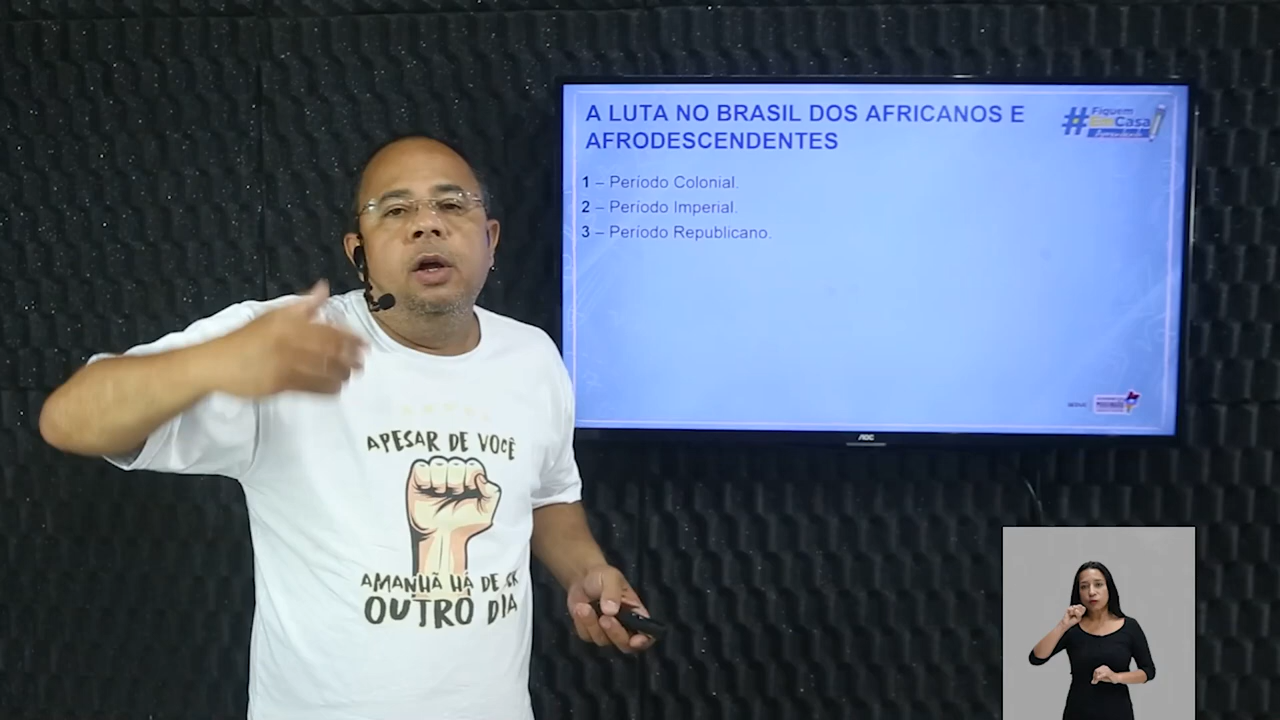 A LUTA NO BRASIL DOS AFRICANOS E
AFRODESCENDENTES
1 – Período Colonial.
2 – Período Imperial.
3 – Período Republicano.
#Fiquem
Em Casa
AOC
APESAR DE VOCÊ
AMANHÃ HÁ DE
OUTRO DIA